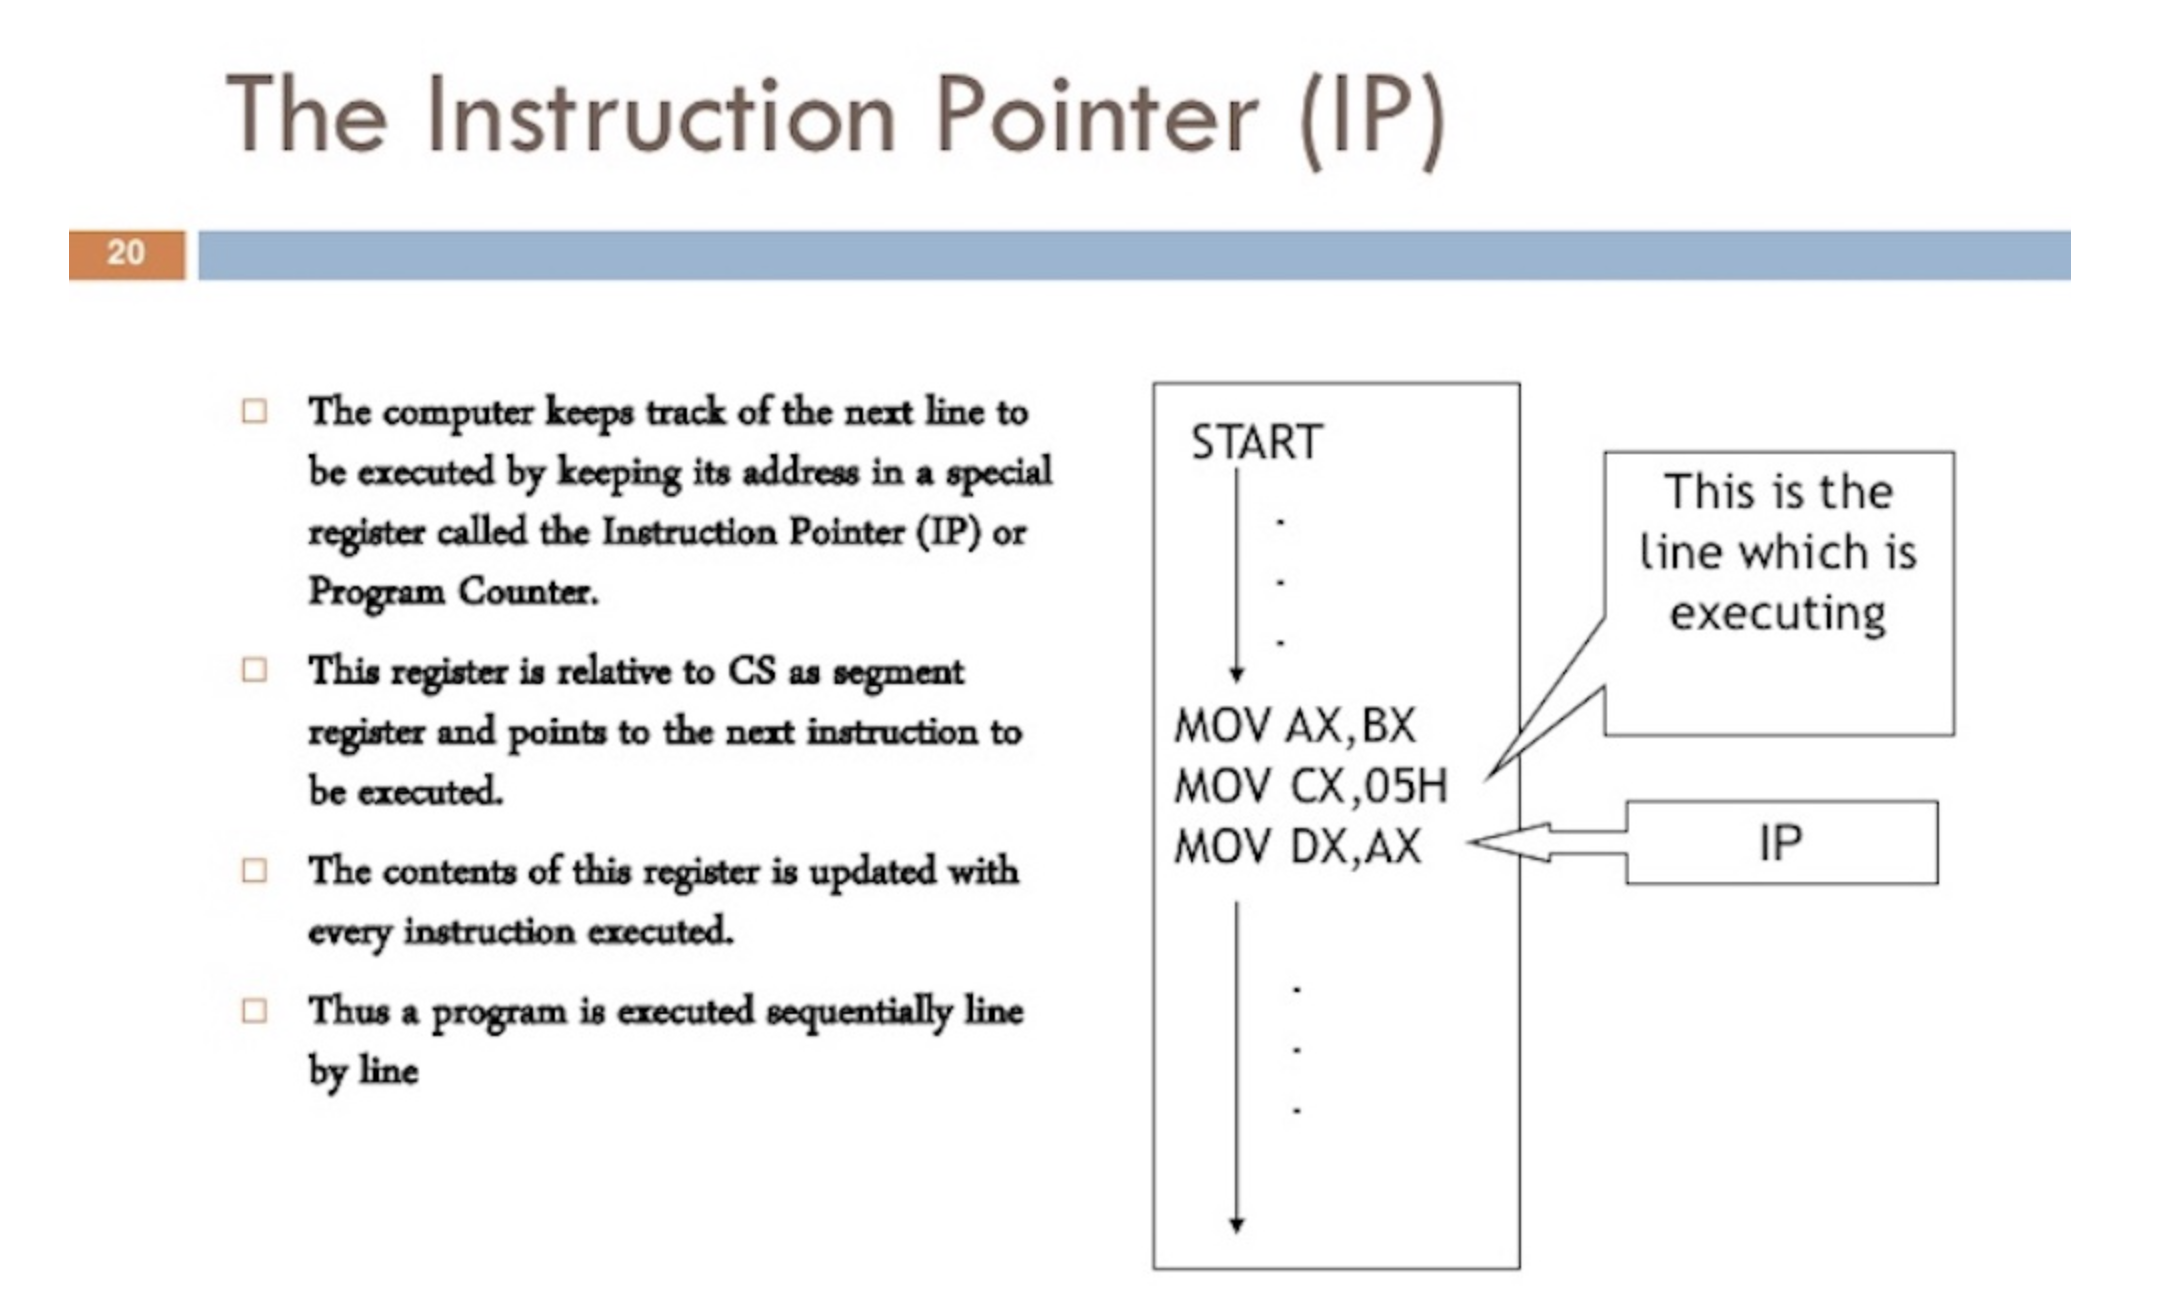 The Instruction Pointer (IP)
20
The computer keeps track of the next line to
be executed by keeping its address in a special
register called the Instruction Pointer (IP) or
Program Counter.
This register is relative to CS as segment
register and points to the next instruction to
be executed.
The contents of this register is updated with
every instruction executed.
Thus a program is executed sequentially line
by line
START
.
.
.
MOV AX,BX
MOV CX,05H
MOV DX,AX
.
.
.
This is the
line which is
executing
IP